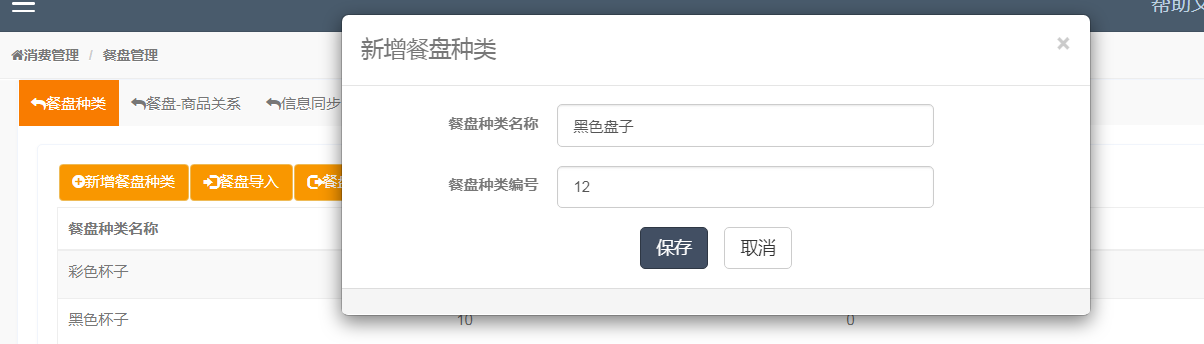 帮助文
新增餐盘种类 ×
消费管理 / 餐盘管理
餐盘种类 餐盘-商品关系 信息同步
餐盘种类名称 黑色盘子
新增餐盘种类 餐盘导入
餐盘种类编号 12
餐盘种类名称
保存 取消
彩色杯子
黑色杯子 10 0